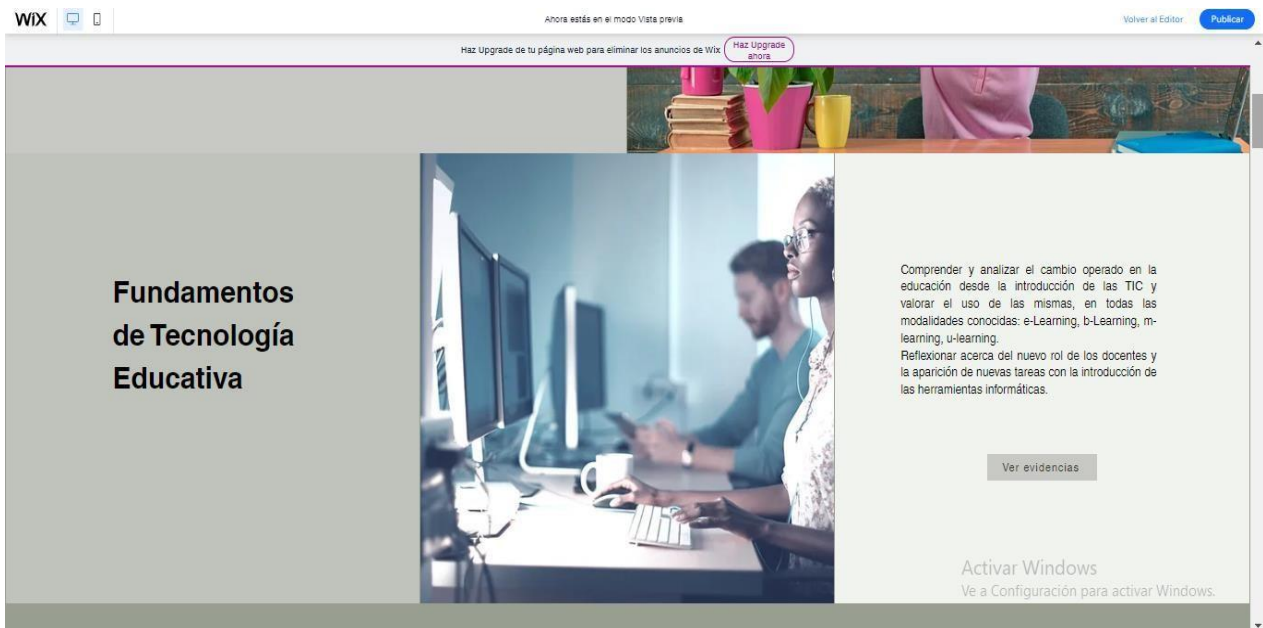 WiX
Ahora estás en el modo Vista previa
Volver al Editor
Publicar
Haz Upgrade de tu página web para eliminar los anuncios de Wix
Haz Upgrade
ahora
Fundamentos
de Tecnología
Educativa
Comprender y analizar el cambio operado en la
educación desde la introducción de las TIC y
valorar el uso de las mismas, en todas las
modalidades conocidas: e-Learning, b-Learning, m-
learning, u-learning.
Reflexionar acerca del nuevo rol de los docentes y
la aparición de nuevas tareas con la introducción de
las herramientas informáticas.
Ver evidencias
Activar Windows
Ve a Configuración para activar Windows.